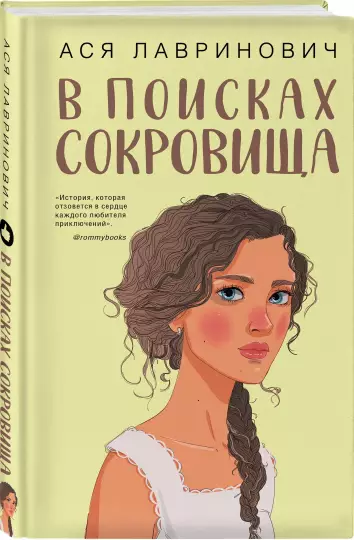 АСЯ ЛАВРИНОВИЧ
В ПОИСКАХ
СОКРОВИЩА
«История, которая
отзовется в сердце
каждого любителя
приключений».
@rommybooks
АСЯ ЛАВРИНОВИЧ В ПОИСКАХ СОКРОВИЩА